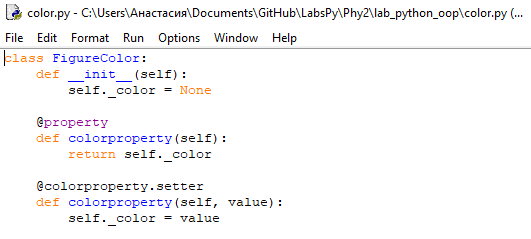 color.py - C:\Users\Анастасия\Documents\GitHub\LabsPy\Phy2\lab_python_oop\color.py (...
File Edit Format Run Options Window Help
class FigureColor:
    def __init__(self):
        self._color = None
    @property
    def colorproperty(self):
        return self._color
    @colorproperty.setter
    def colorproperty(self, value):
        self._color = value